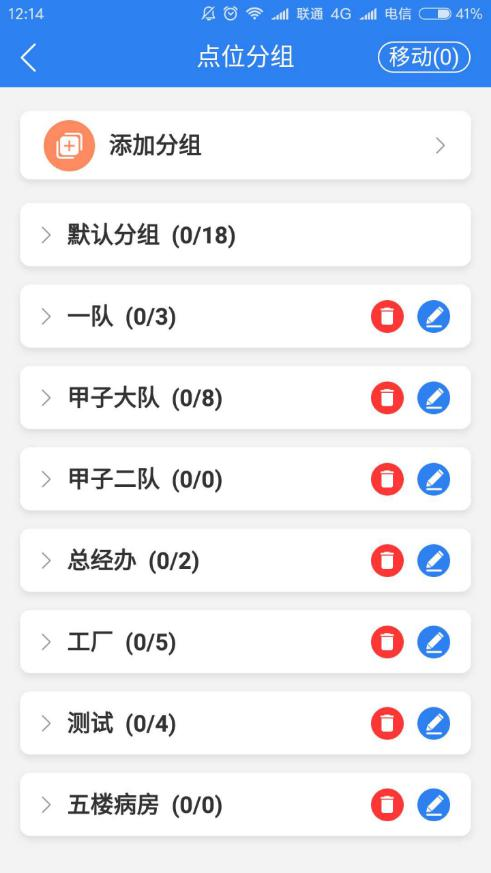 12:14 联通 4G 电信 41%
点位分组 移动(0)
添加分组
默认分组 (0/18)
一队 (0/3)
甲子大队 (0/8)
甲子二队 (0/0)
总经办 (0/2)
工厂 (0/5)
测试 (0/4)
五楼病房 (0/0)